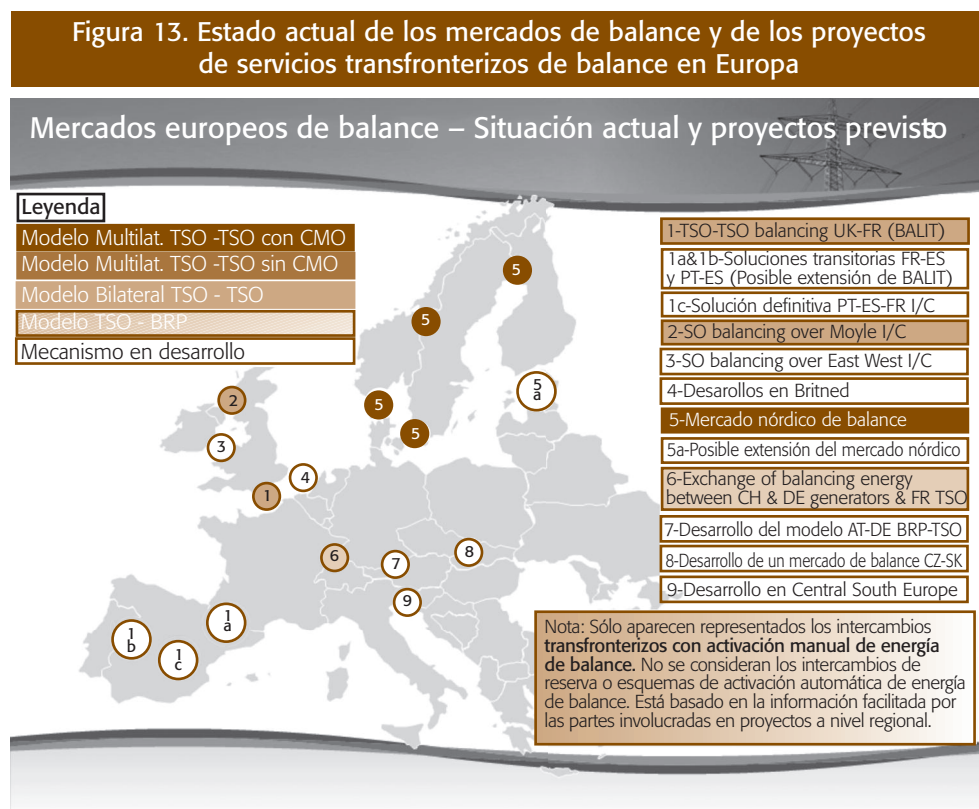 Figura 13. Estado actual de los mercados de balance y de los proyectos
de servicios transfronterizos de balance en Europa
Mercados europeos de balance – Situación actual y proyectos previstos
Leyenda
Modelo Multilat. TSO -TSO con CMO
Modelo Multilat. TSO -TSO sin CMO
Modelo Bilateral TSO - TSO
Modelo TSO - BRP
Mecanismo en desarrollo
1-TSO-TSO balancing UK-FR (BALIT)
1a&1b-Soluciones transitorias FR-ES
y PT-ES (Posible extensión de BALIT)
1c-Solución definitiva PT-ES-FR I/C
2-SO balancing over Moyle I/C
3-SO balancing over East West I/C
4-Desarollos en Britned
5-Mercado nórdico de balance
5a-Posible extensión del mercado nórdico
6-Exchange of balancing energy
between CH & DE generators & FR TSO
7-Desarrollo del modelo AT-DE BRP-TSO
8-Desarrollo de un mercado de balance CZ-SK
9-Desarrollo en Central South Europe
5
5
5
5
5
a
2
3
4
1
6
7
8
9
1
a
1
b
1
c
Nota: Sólo aparecen representados los intercambios
transfronterizos con activación manual de energía
de balance. No se consideran los intercambios de
reserva o esquemas de activación automática de energía
de balance. Está basado en la información facilitada por
las partes involucradas en proyectos a nivel regional.